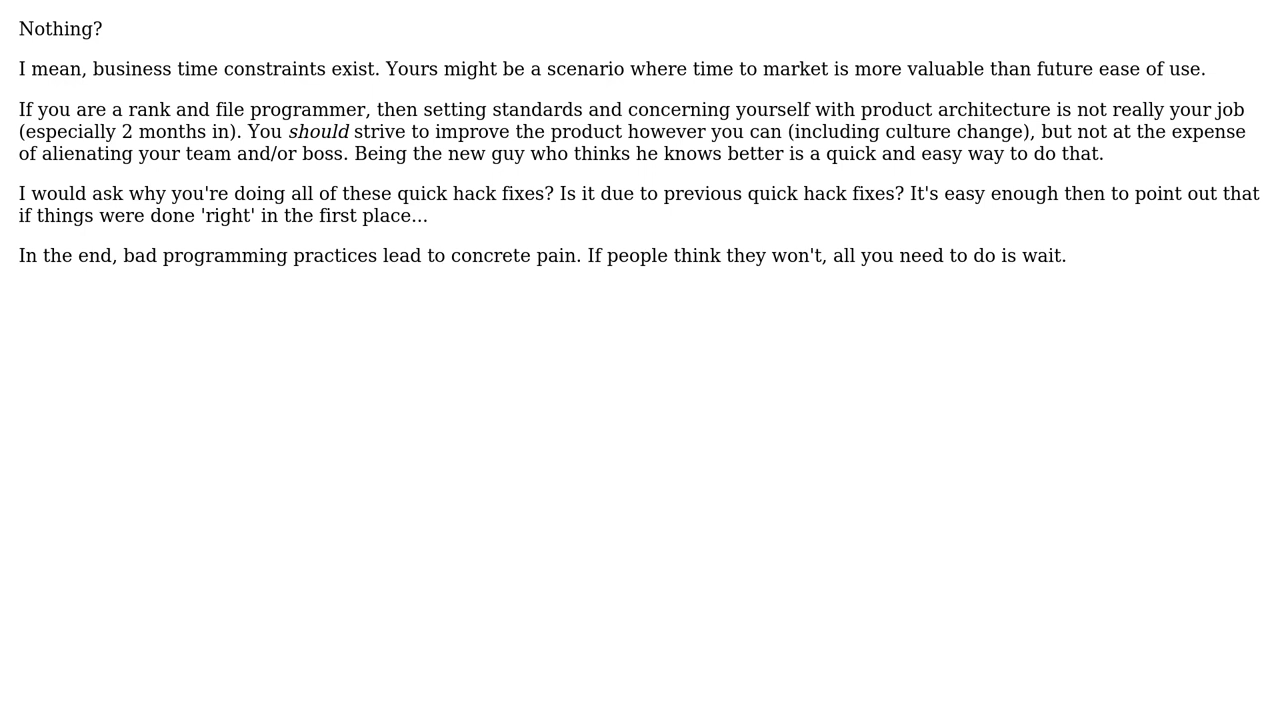 Nothing?
I mean, business time constraints exist. Yours might be a scenario where time to market is more valuable than future ease of use.
If you are a rank and file programmer, then setting standards and concerning yourself with product architecture is not really your job
(especially 2 months in). You should strive to improve the product however you can (including culture change), but not at the expense
of alienating your team and/or boss. Being the new guy who thinks he knows better is a quick and easy way to do that.
I would ask why you're doing all of these quick hack fixes? Is it due to previous quick hack fixes? It's easy enough then to point out that
if things were done 'right' in the first place...
In the end, bad programming practices lead to concrete pain. If people think they won't, all you need to do is wait.